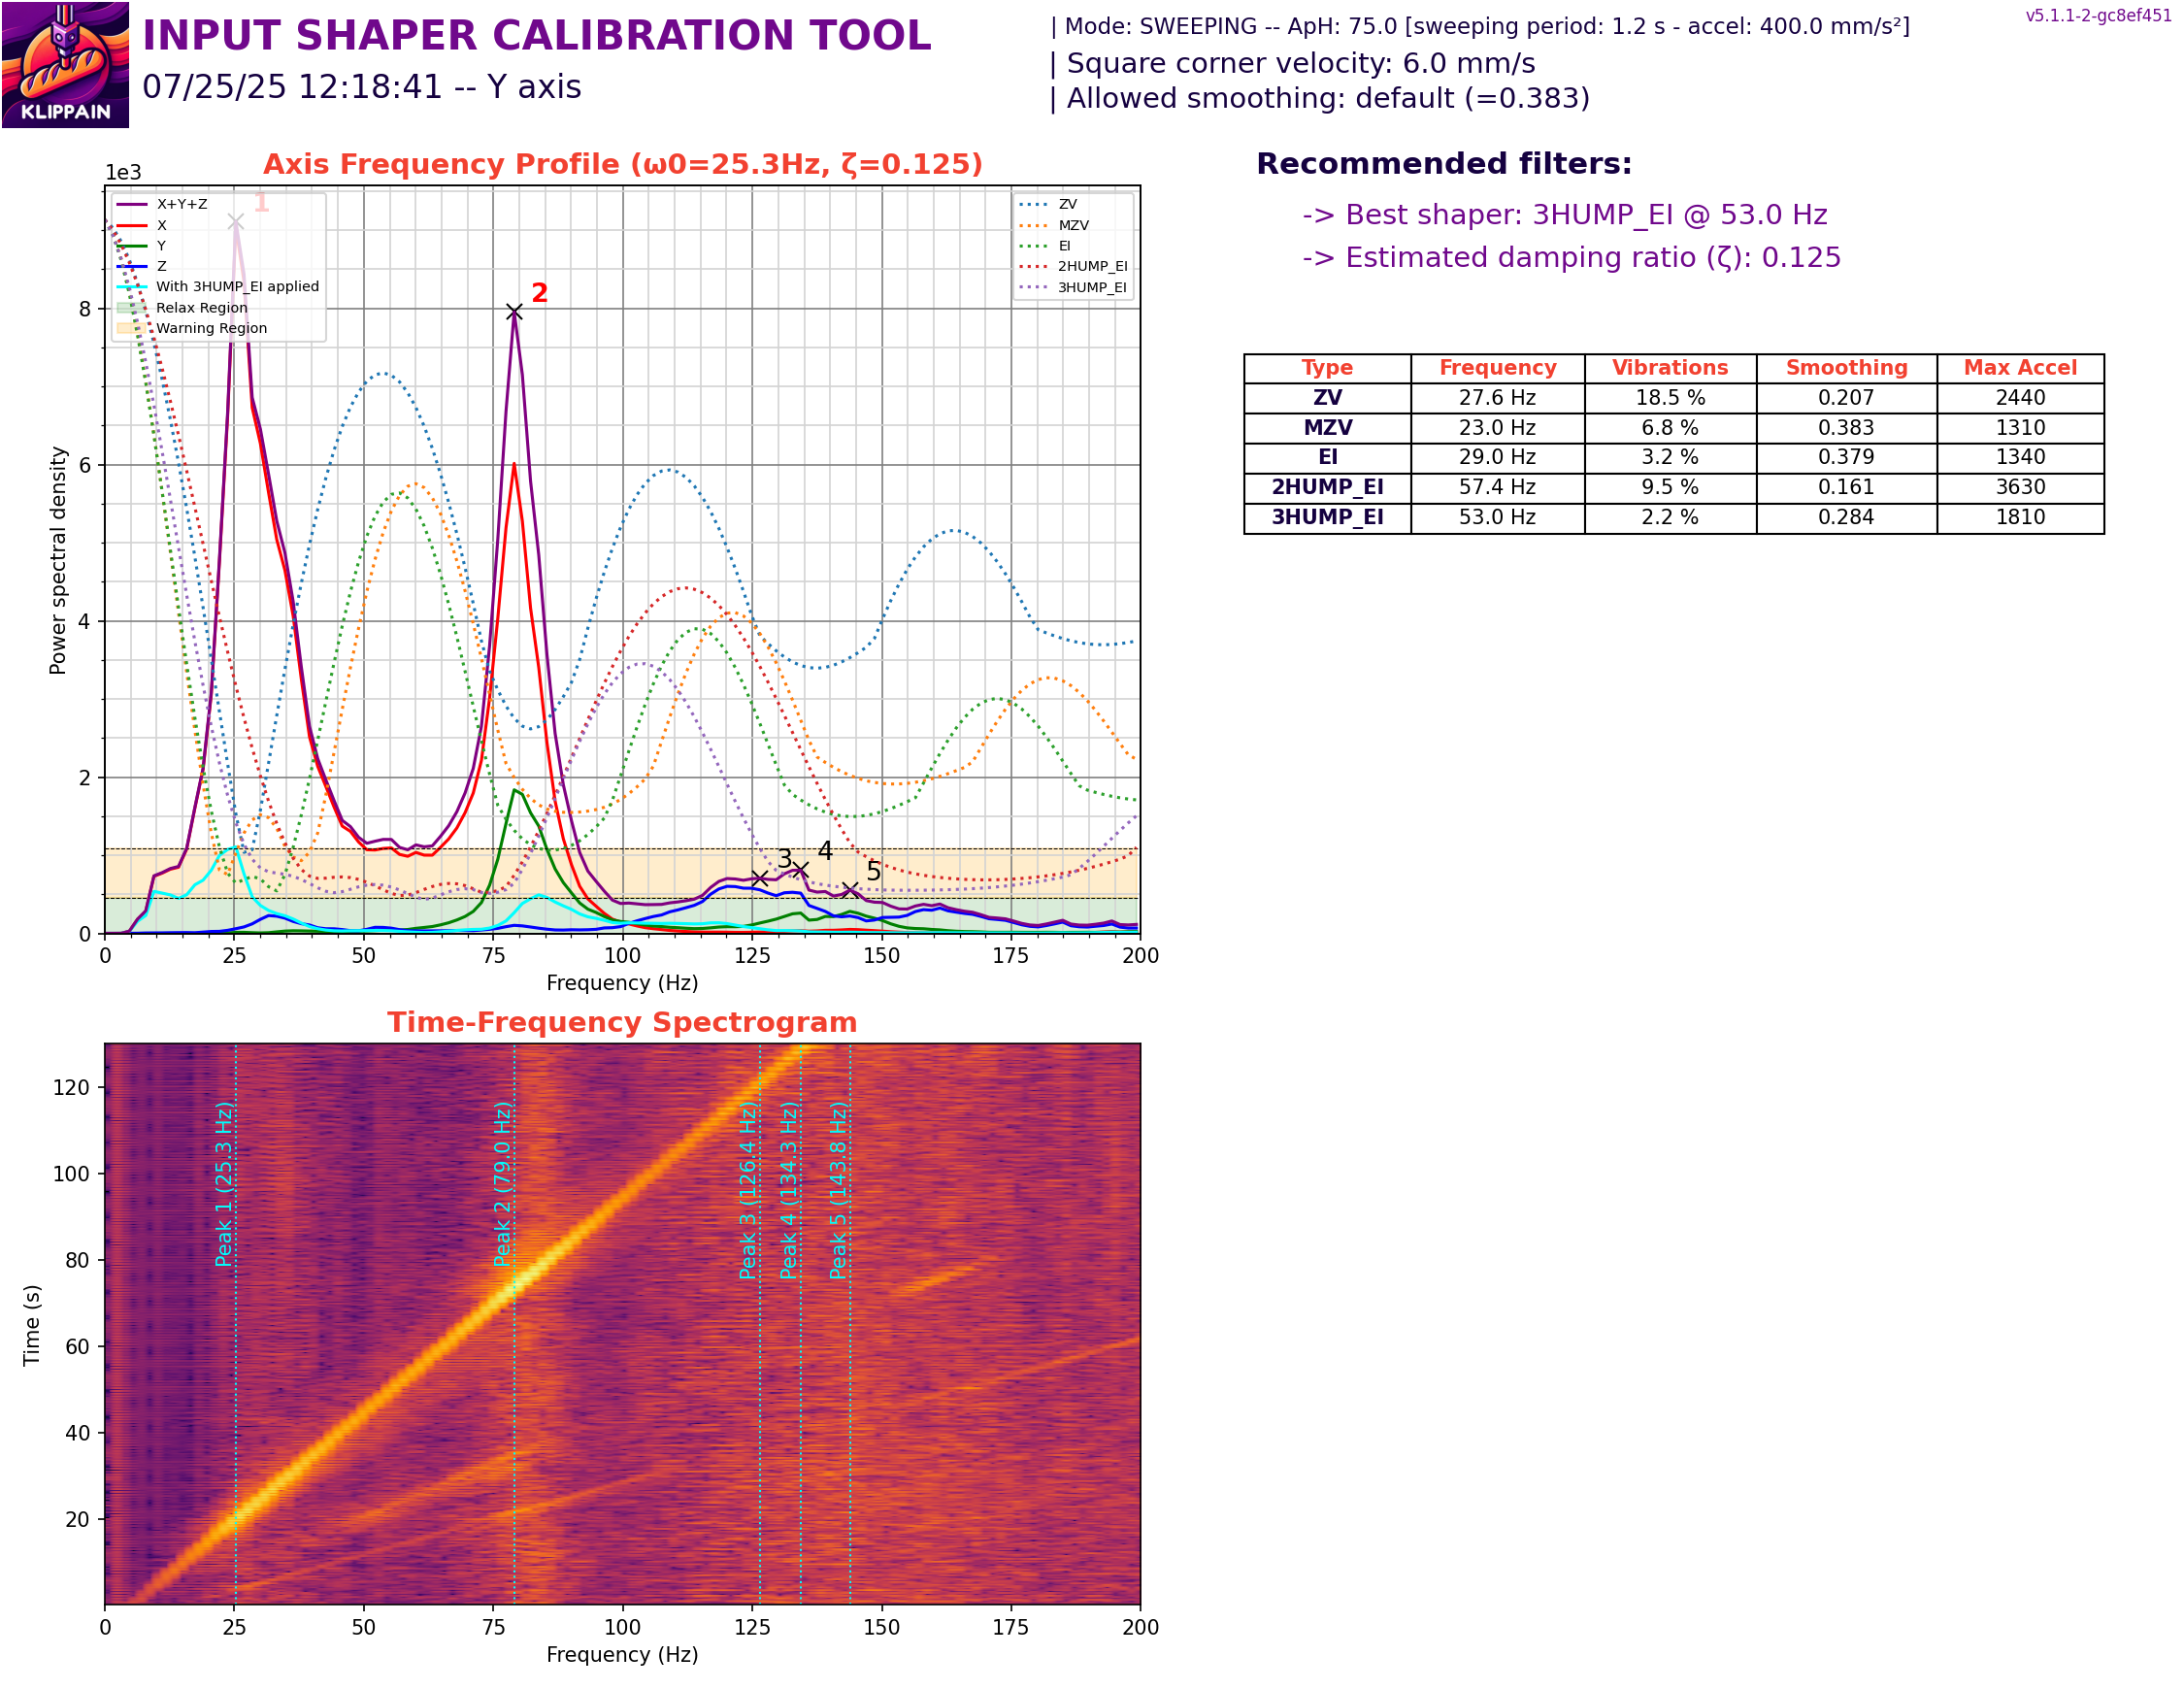 KLIPPAIN
INPUT SHAPER CALIBRATION TOOL
07/25/25 12:18:41 -- Y axis
| Mode: SWEEPING -- ApH: 75.0 [sweeping period: 1.2 s - accel: 400.0 mm/s²]
| Square corner velocity: 6.0 mm/s
| Allowed smoothing: default (=0.383)
v5.1.1-2-gc8ef451
Axis Frequency Profile (ω0=25.3Hz, ζ=0.125)
1e3
X+Y+Z
X
Y
Z
With 3HUMP_EI applied
Relax Region
Warning Region
ZV
MZV
EI
2HUMP_EI
3HUMP_EI
1
2
3
4
5
8
6
4
2
0
Power spectral density
0 25 50 75 100 125 150 175 200
Frequency (Hz)
Recommended filters:
-> Best shaper: 3HUMP_EI @ 53.0 Hz
-> Estimated damping ratio (ζ): 0.125
Type Frequency Vibrations Smoothing Max Accel
ZV 27.6 Hz 18.5 % 0.207 2440
MZV 23.0 Hz 6.8 % 0.383 1310
EI 29.0 Hz 3.2 % 0.379 1340
2HUMP_EI 57.4 Hz 9.5 % 0.161 3630
3HUMP_EI 53.0 Hz 2.2 % 0.284 1810
Time-Frequency Spectrogram
120
100
80
60
40
20
Time (s)
Peak 1 (25.3 Hz)
Peak 2 (79.0 Hz)
Peak 3 (126.4 Hz)
Peak 4 (134.3 Hz)
Peak 5 (143.8 Hz)
0 25 50 75 100 125 150 175 200
Frequency (Hz)